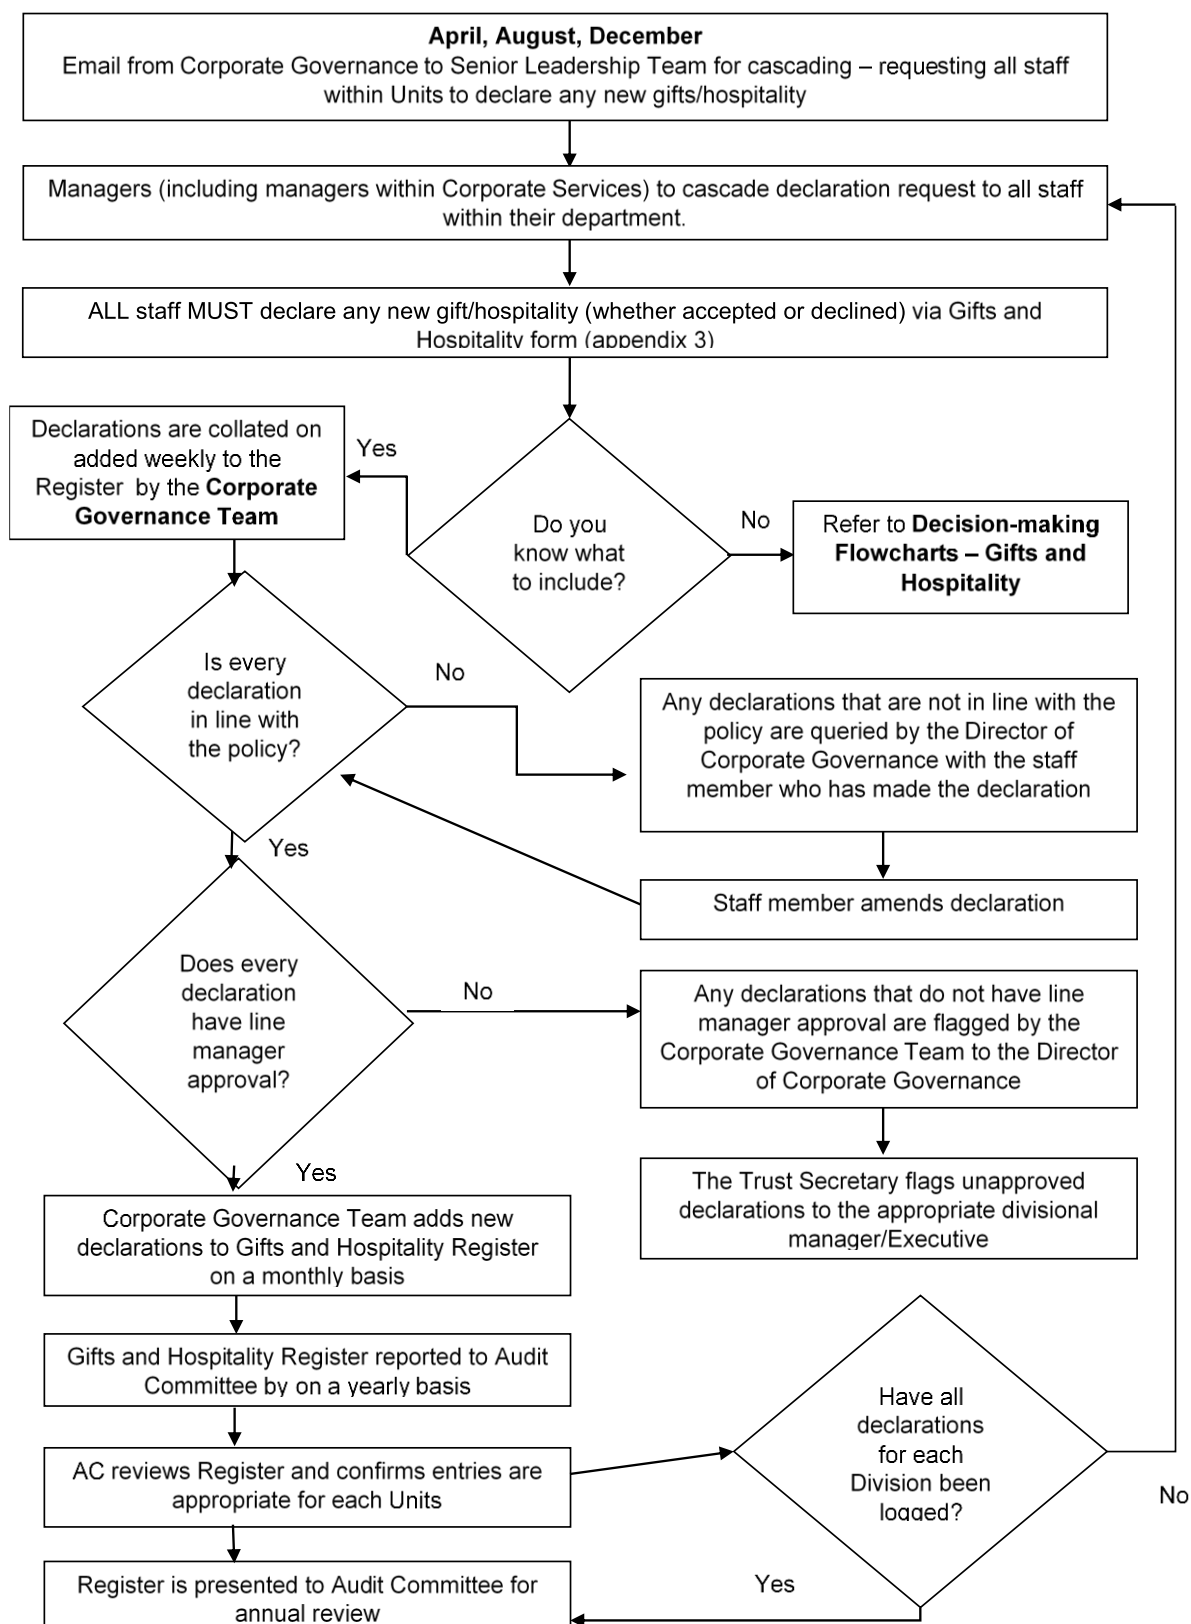 April, August, December
Email from Corporate Governance to Senior Leadership Team for cascading – requesting all staff
within Units to declare any new gifts/hospitality
Managers (including managers within Corporate Services) to cascade declaration request to all staff
within their department.
ALL staff MUST declare any new gift/hospitality (whether accepted or declined) via Gifts and
Hospitality form (appendix 3)
Declarations are collated on
added weekly to the
Register by the Corporate
Governance Team
Yes
Do you
know what
to include?
No
Refer to Decision-making
Flowcharts – Gifts and
Hospitality
Is every
declaration
in line with
the policy?
No
Any declarations that are not in line with the
policy are queried by the Director of
Corporate Governance with the staff
member who has made the declaration
Yes
Staff member amends declaration
Does every
declaration
have line
manager
approval?
No
Any declarations that do not have line
manager approval are flagged by the
Corporate Governance Team to the Director
of Corporate Governance
Yes
The Trust Secretary flags unapproved
declarations to the appropriate divisional
manager/Executive
Corporate Governance Team adds new
declarations to Gifts and Hospitality Register
on a monthly basis
Gifts and Hospitality Register reported to Audit
Committee by on a yearly basis
AC reviews Register and confirms entries are
appropriate for each Units
Have all
declarations
for each
Division been
logged?
No
Yes
Register is presented to Audit Committee for
annual review